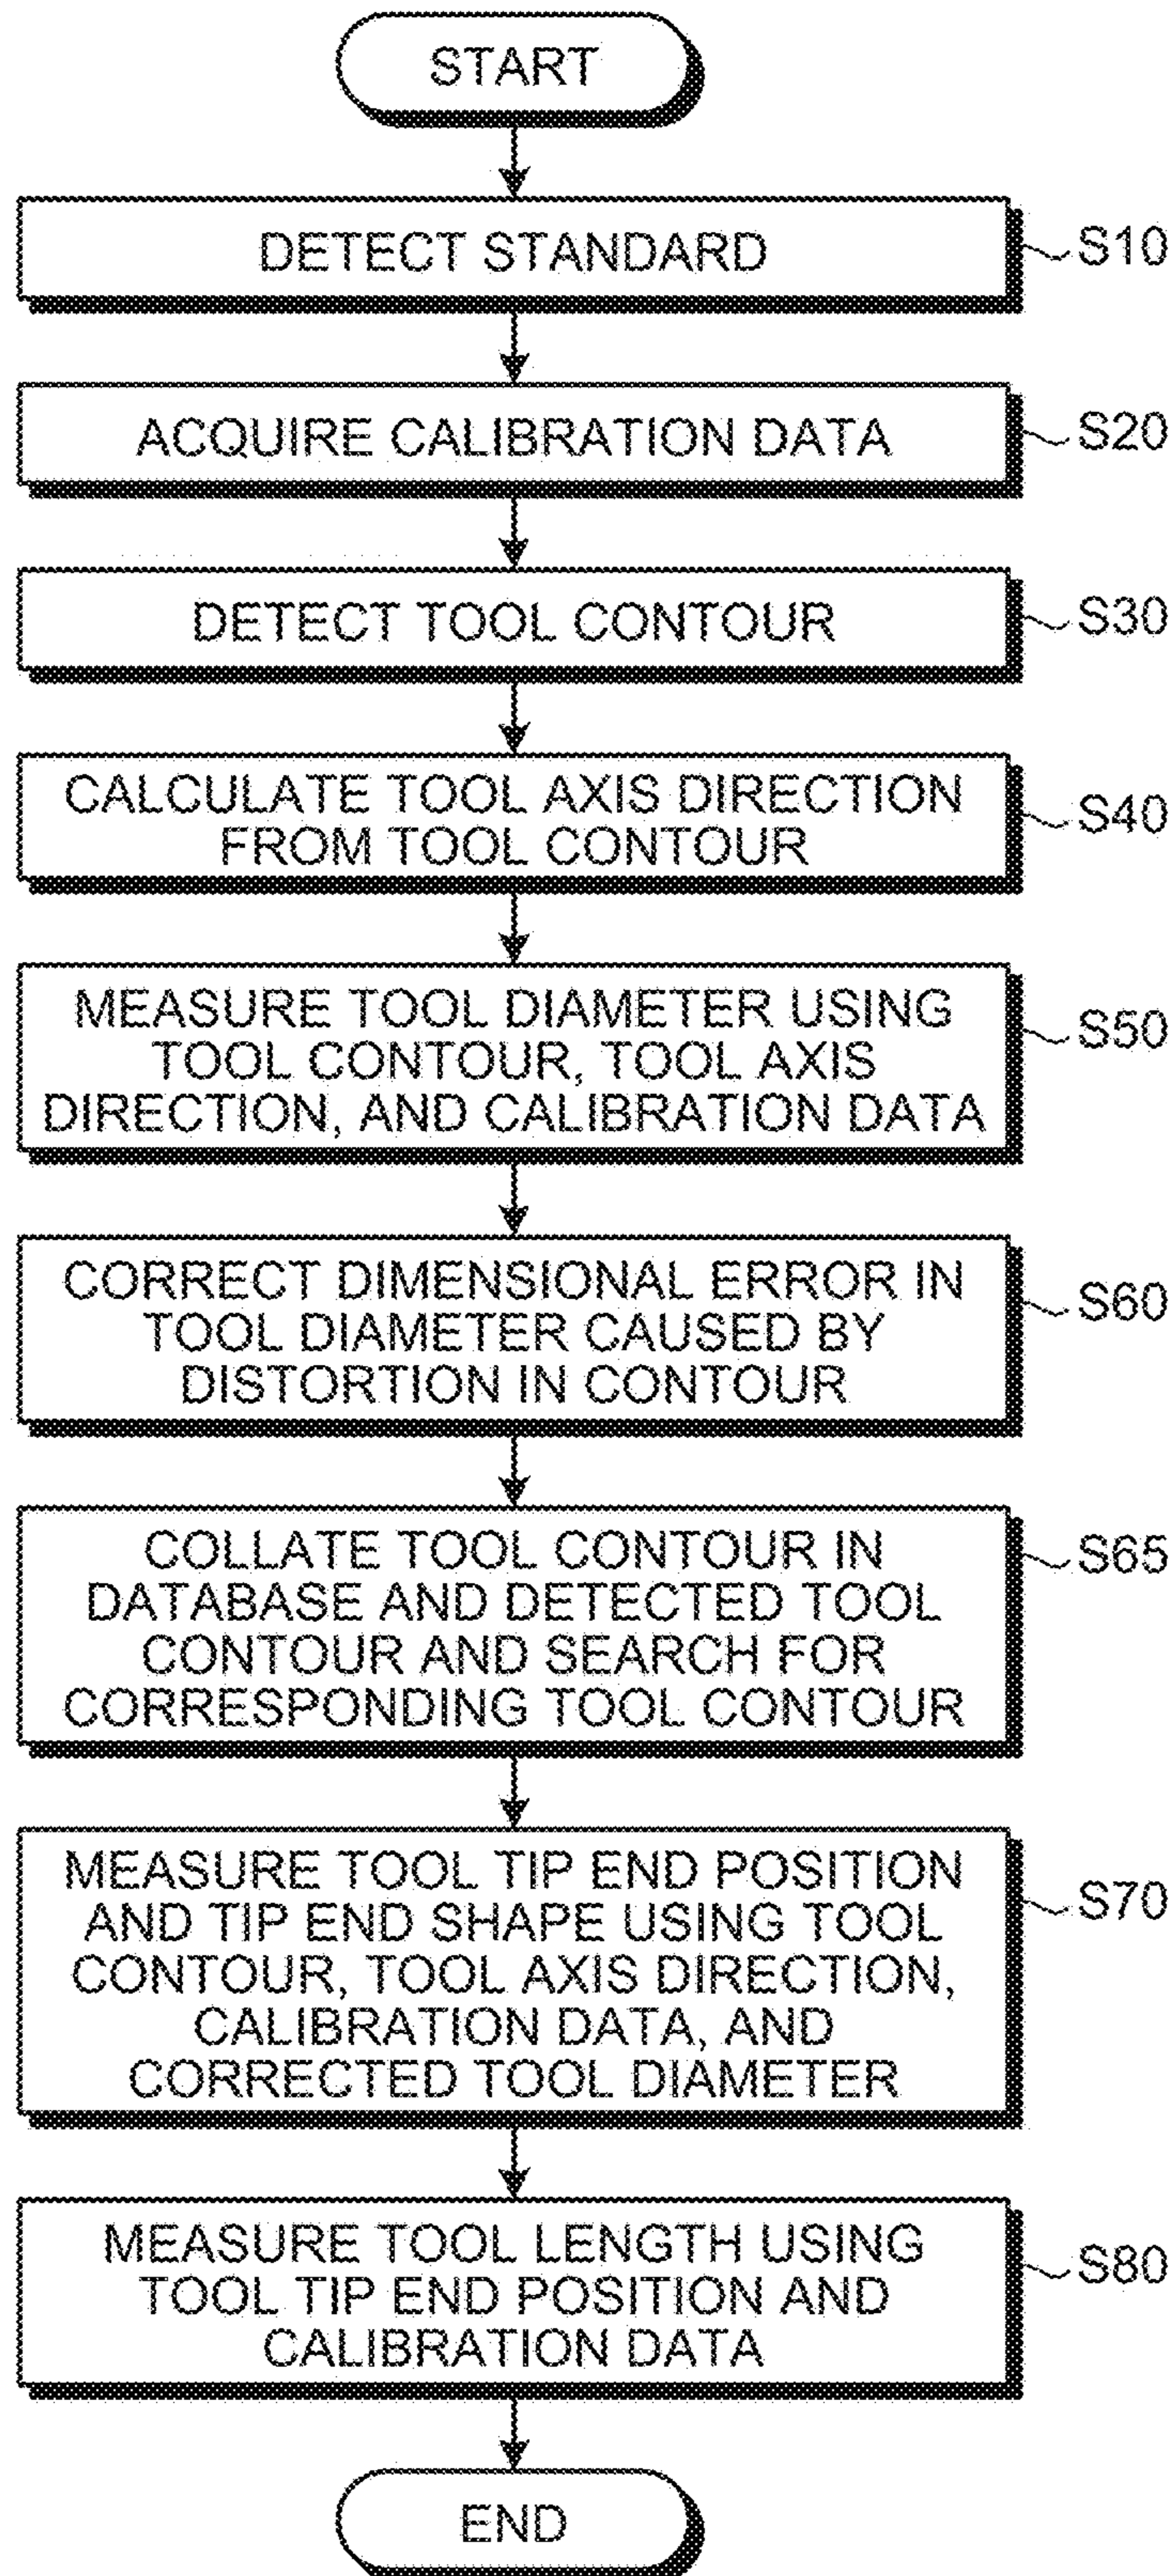 START
DETECT STANDARD
S10
ACQUIRE CALIBRATION DATA
S20
DETECT TOOL CONTOUR
S30
CALCULATE TOOL AXIS DIRECTION
FROM TOOL CONTOUR
S40
MEASURE TOOL DIAMETER USING
TOOL CONTOUR, TOOL AXIS
DIRECTION, AND CALIBRATION DATA
S50
CORRECT DIMENSIONAL ERROR IN
TOOL DIAMETER CAUSED BY
DISTORTION IN CONTOUR
S60
COLLATE TOOL CONTOUR IN
DATABASE AND DETECTED TOOL
CONTOUR AND SEARCH FOR
CORRESPONDING TOOL CONTOUR
S65
MEASURE TOOL TIP END POSITION
AND TIP END SHAPE USING TOOL
CONTOUR, TOOL AXIS DIRECTION,
CALIBRATION DATA, AND
CORRECTED TOOL DIAMETER
S70
MEASURE TOOL LENGTH USING
TOOL TIP END POSITION AND
CALIBRATION DATA
S80
END